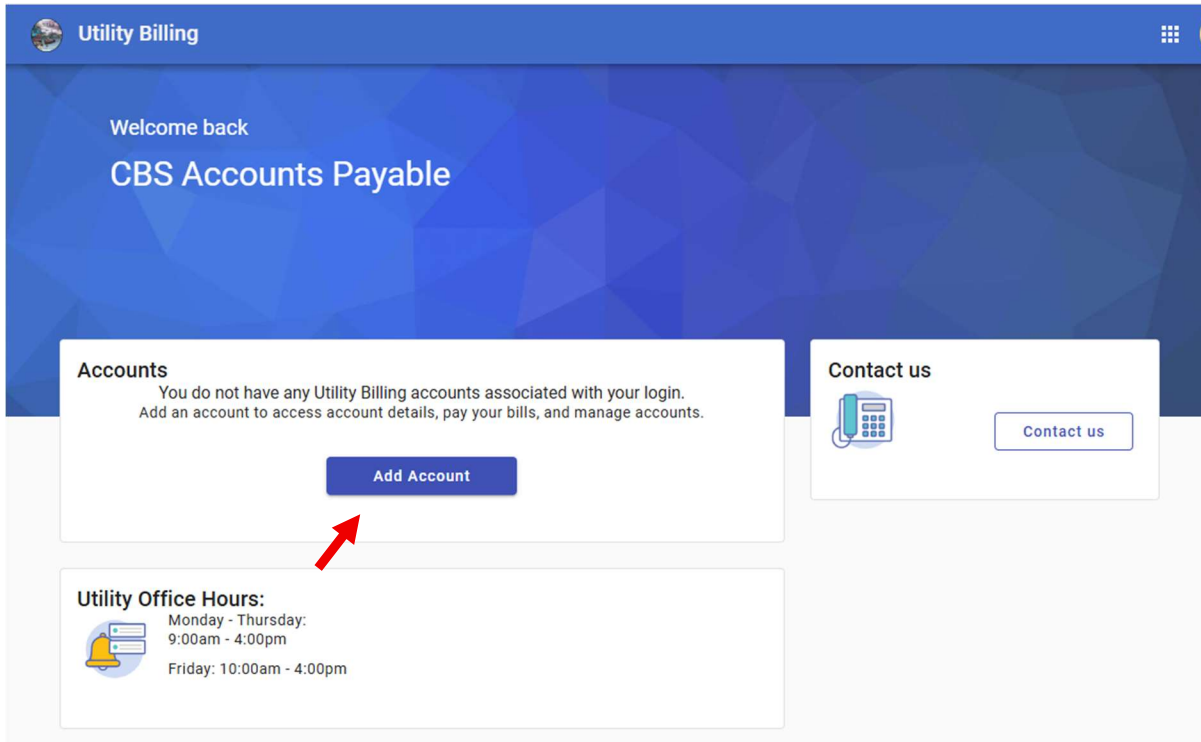 Utility Billing
Welcome back
CBS Accounts Payable
Accounts
You do not have any Utility Billing accounts associated with your login.
Add an account to access account details, pay your bills, and manage accounts.
Add Account
Contact us
Contact us
Utility Office Hours:
Monday - Thursday:
9:00am - 4:00pm
Friday: 10:00am - 4:00pm